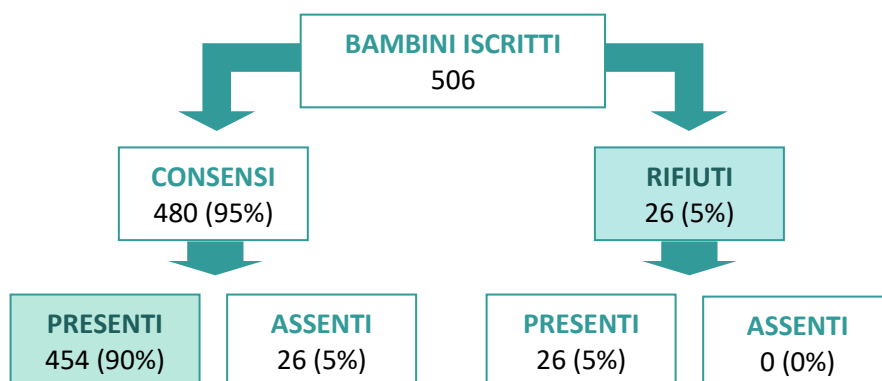 BAMBINI ISCRITTI
506
CONSENSI
480 (95%)
RIFIUTI
26 (5%)
PRESENTI
454 (90%)
ASSENTI
26 (5%)
PRESENTI
26 (5%)
ASSENTI
0 (0%)